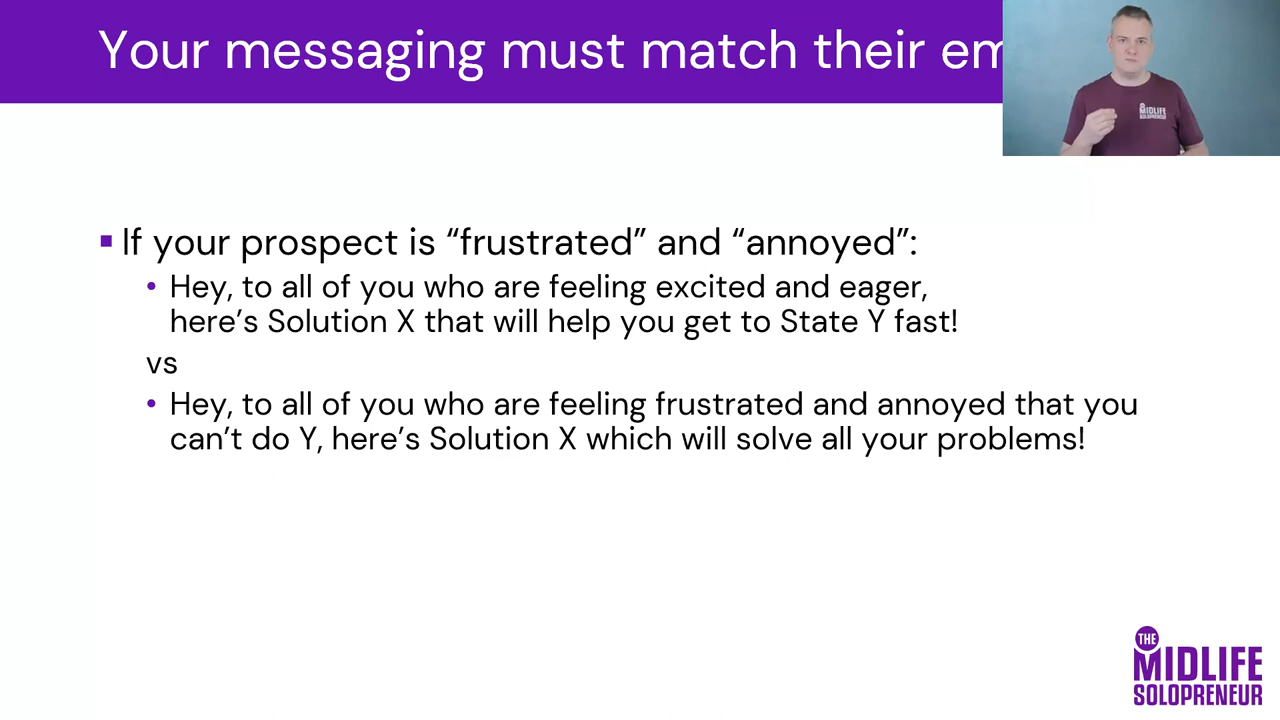 Your messaging must match their em
THE
MIDLIFE
SOLOPRENEUR
If your prospect is “frustrated” and “annoyed”:
Hey, to all of you who are feeling excited and eager,
here’s Solution X that will help you get to State Y fast!
vs
Hey, to all of you who are feeling frustrated and annoyed that you
can’t do Y, here’s Solution X which will solve all your problems!
THE
MIDLIFE
SOLOPRENEUR